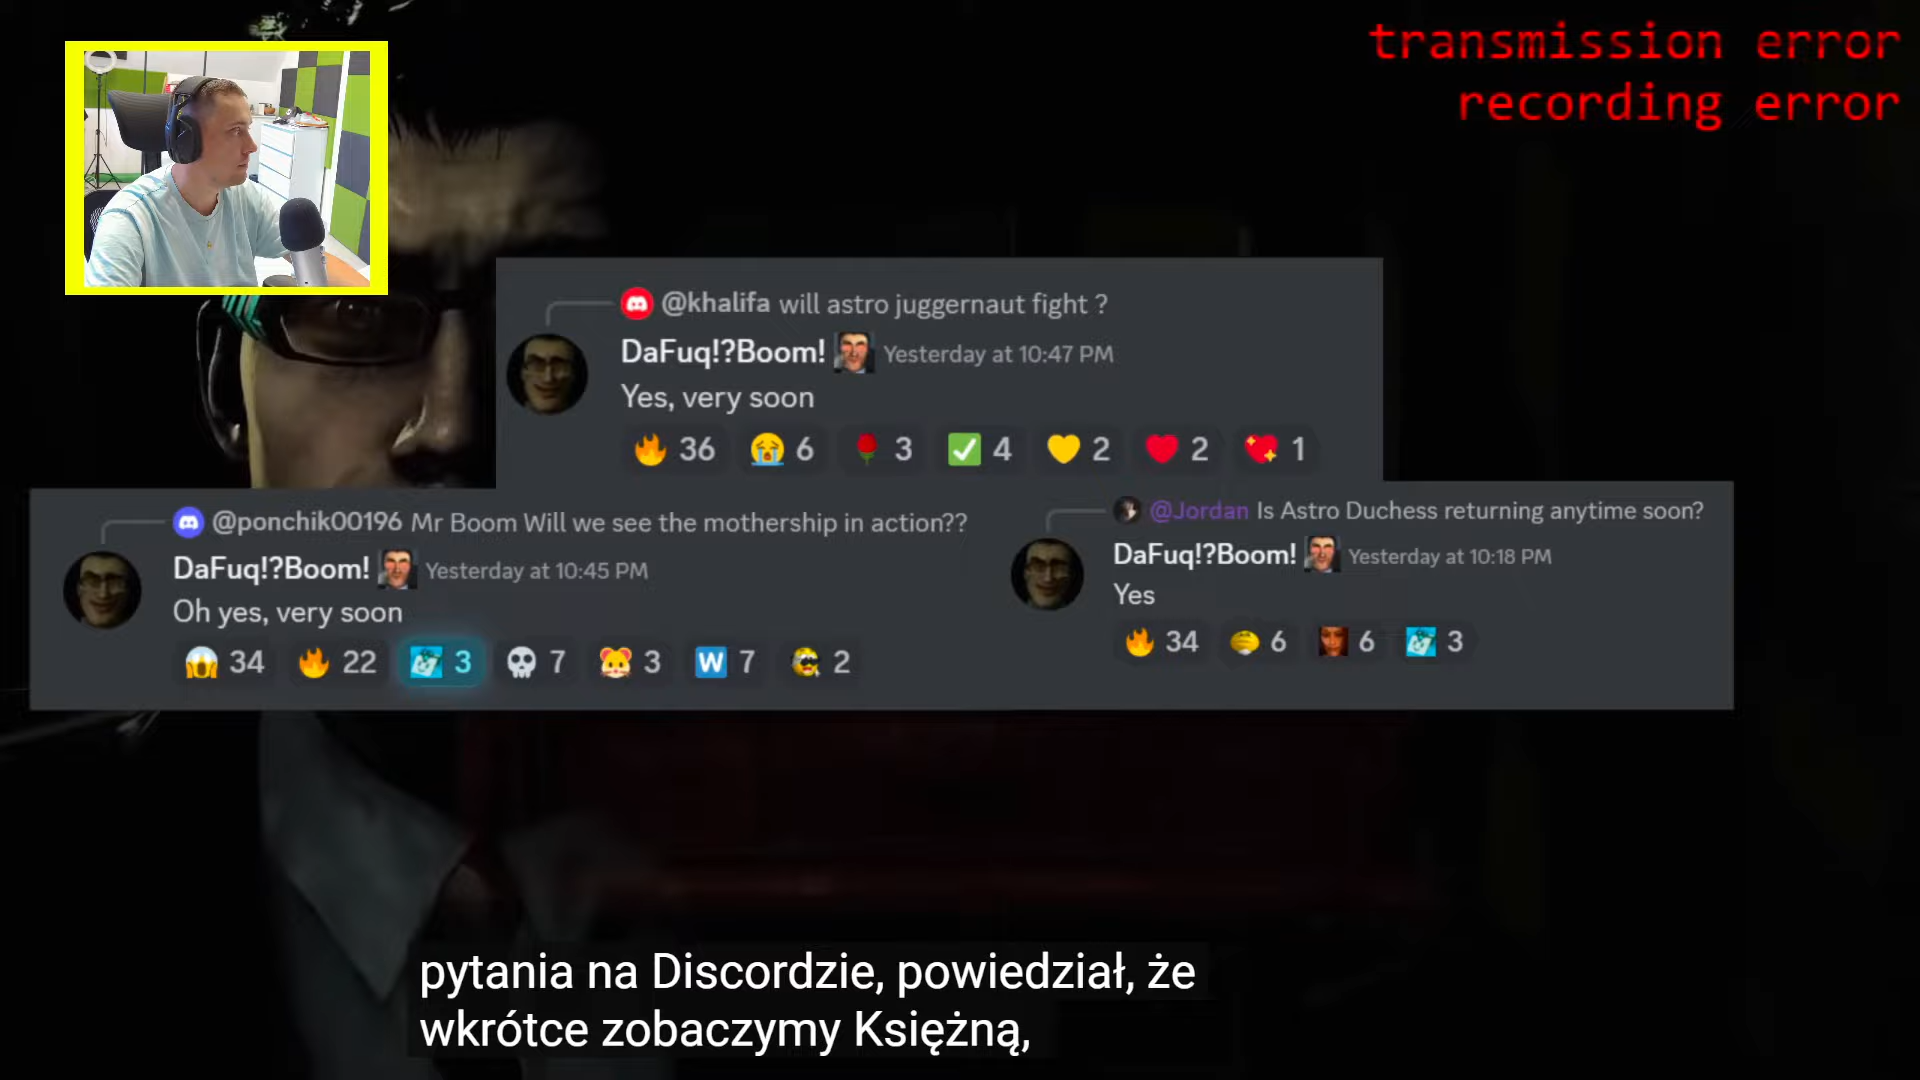 transmission error
recording error
@khalifa will astro juggernaut fight ?
DaFuq!?Boom! Yesterday at 10:47 PM
Yes, very soon
36 6 3 4 2 2 1
@ponchik00196 Mr Boom Will we see the mothership in action??
DaFuq!?Boom! Yesterday at 10:45 PM
Oh yes, very soon
34 22 3 7 3 W 7 2
@Jordan Is Astro Duchess returning anytime soon?
DaFuq!?Boom! Yesterday at 10:18 PM
Yes
34 6 6 3
pytania na Discordzie, powiedział, że
wkrótce zobaczymy Księżną,